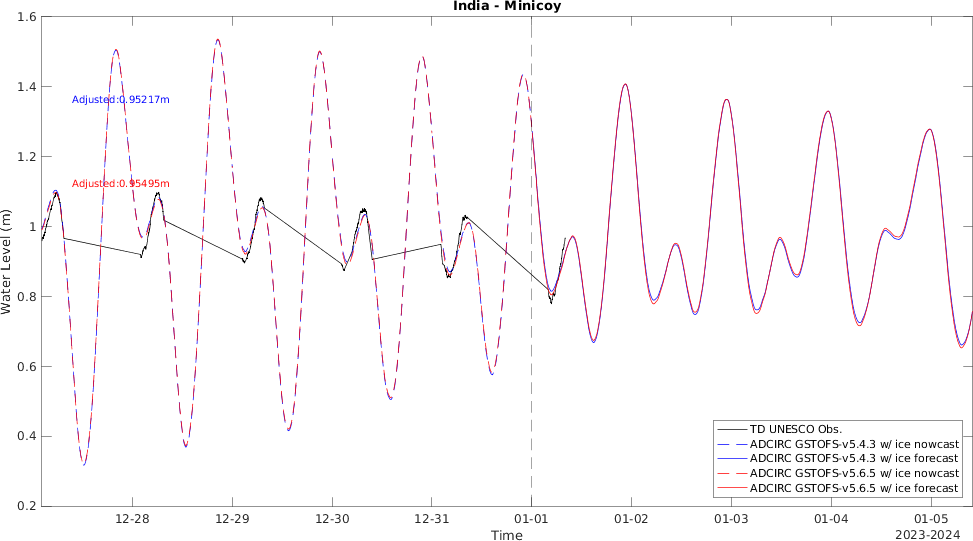 India - Minicoy
1.6
1.4
1.2
1
0.8
0.6
0.4
0.2
Water Level (m)
Adjusted:0.95217m
Adjusted:0.95495m
TD UNESCO Obs.
ADCIRC GSTOFS-v5.4.3 w/ ice nowcast
ADCIRC GSTOFS-v5.4.3 w/ ice forecast
ADCIRC GSTOFS-v5.6.5 w/ ice nowcast
ADCIRC GSTOFS-v5.6.5 w/ ice forecast
12-28 12-29 12-30 12-31 01-01 01-02 01-03 01-04 01-05
Time
2023-2024